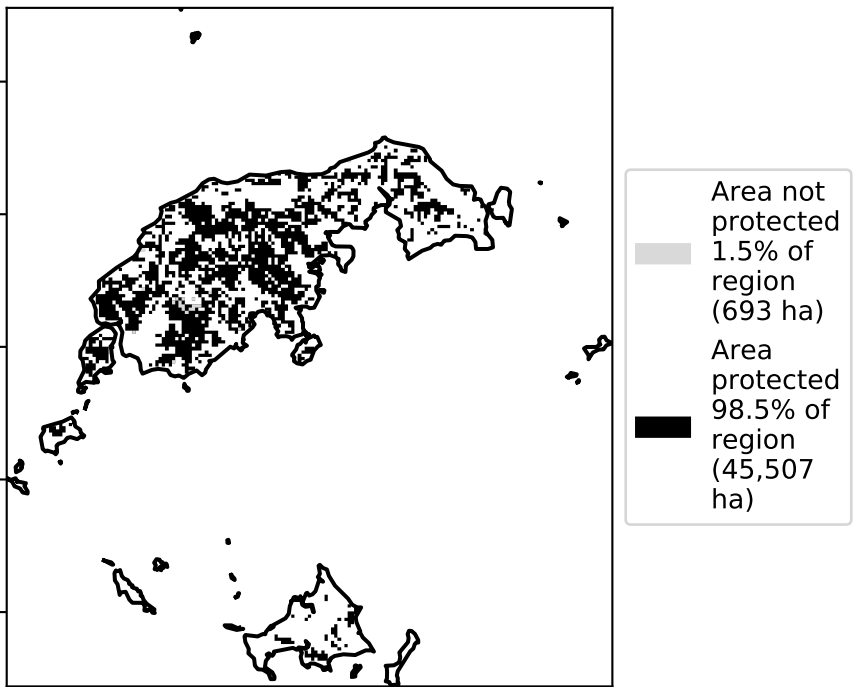 Area not
protected
1.5% of
region
(693 ha)
Area
protected
98.5% of
region
(45,507
ha)